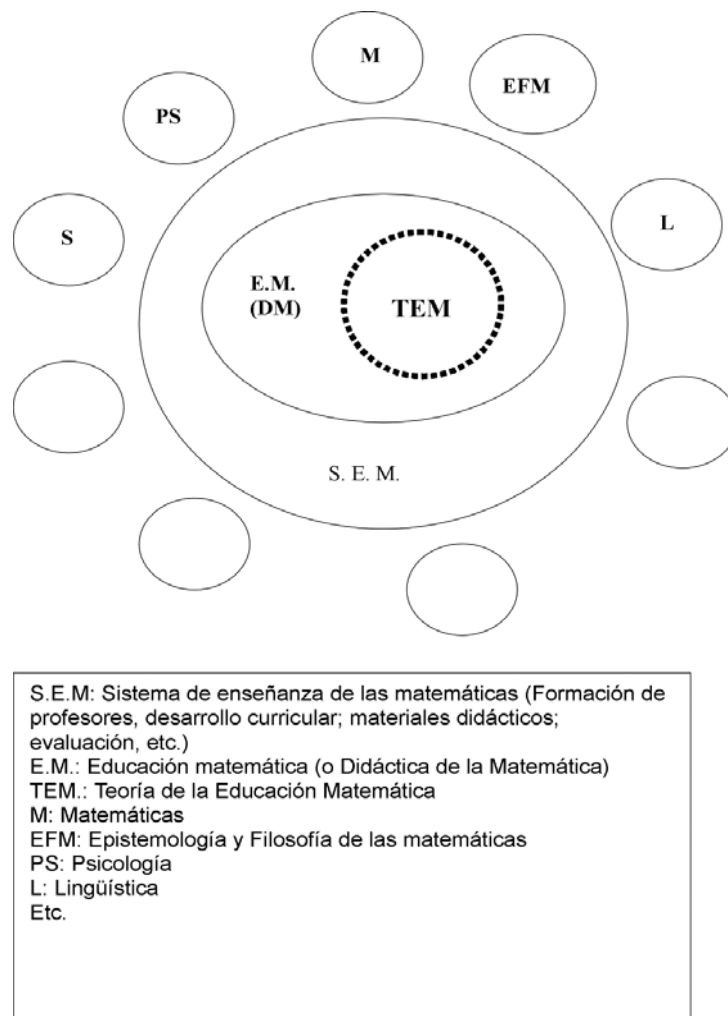 M
EFM
PS
S
L
E.M.
(DM)
TEM
S. E. M.
S.E.M: Sistema de enseñanza de las matemáticas (Formación de
profesores, desarrollo curricular; materiales didácticos;
evaluación, etc.)
E.M.: Educación matemática (o Didáctica de la Matemática)
TEM.: Teoría de la Educación Matemática
M: Matemáticas
EFM: Epistemología y Filosofía de las matemáticas
PS: Psicología
L: Lingüística
Etc.